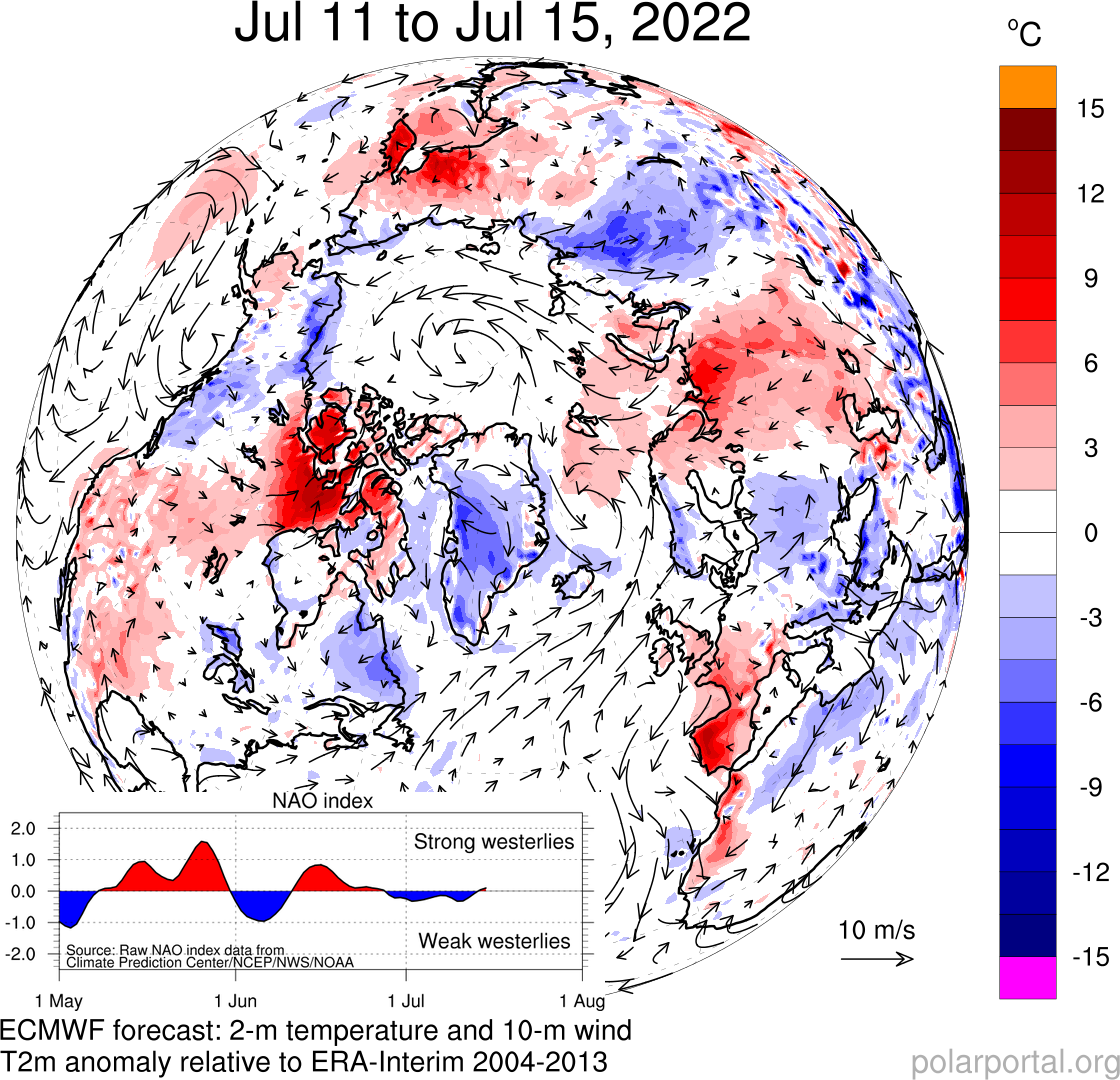 Jul 11 to Jul 15, 2022
°C
15
12
9
6
3
0
-3
-6
-9
-12
-15
NAO index
2.0
1.0
0.0
-1.0
-2.0
Strong westerlies
Weak westerlies
Source: Raw NAO index data from
Climate Prediction Center/NCEP/NWS/NOAA
1 May
1 Jun
1 Jul
1 Aug
10 m/s
ECMWF forecast: 2-m temperature and 10-m wind
T2m anomaly relative to ERA-Interim 2004-2013
polarportal.org